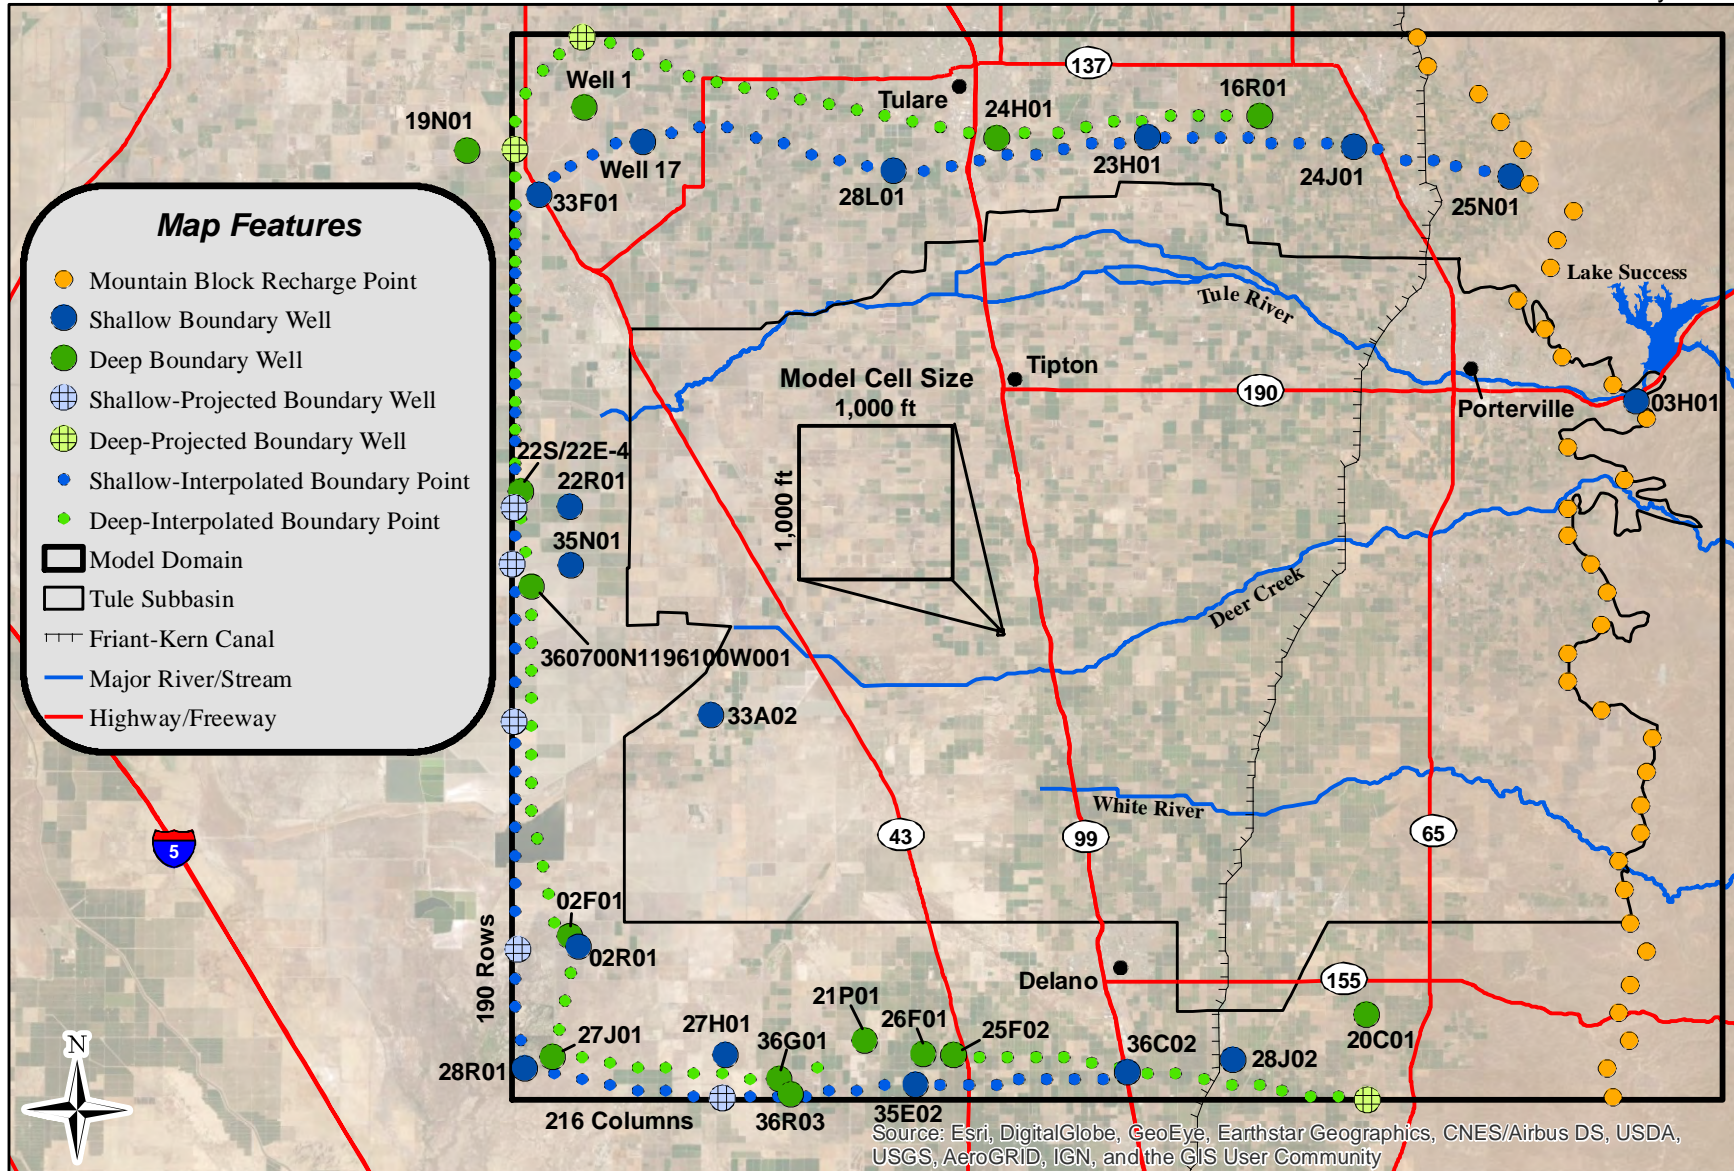 137
Well 1
16R01
Tulare
24H01
19N01
Well 17
23H01
24J01
28L01
25N01
33F01
Map Features
Mountain Block Recharge Point
Shallow Boundary Well
Deep Boundary Well
Shallow-Projected Boundary Well
Deep-Projected Boundary Well
Shallow-Interpolated Boundary Point
Deep-Interpolated Boundary Point
Model Domain
Tule Subbasin
Friant-Kern Canal
Major River/Stream
Highway/Freeway
Lake Success
Tule River
Tipton
Model Cell Size
1,000 ft
190
Porterville
03H01
22S/22E-4
22R01
1,000 ft
35N01
Deer Creek
360700N1196100W001
33A02
White River
43
99
65
5
02F01
02R01
190 Rows
Delano
155
21P01
26F01
25F02
27H01
36G01
27J01
36C02
28J02
20C01
28R01
N
216 Columns
36R03
35E02
Source: Esri, DigitalGlobe, GeoEye, Earthstar Geographics, CNES/Airbus DS, USDA,
USGS, AeroGRID, IGN, and the GIS User Community